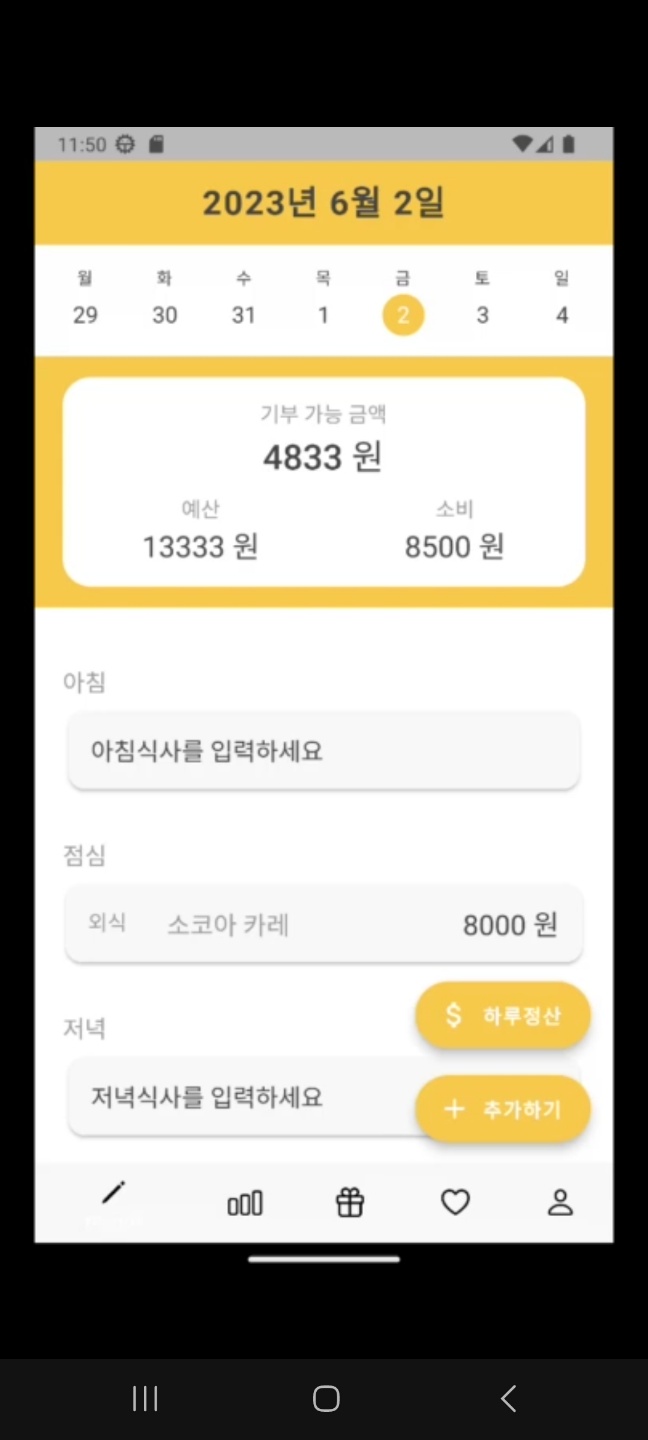 11:50
2023년 6월 2일
월 화 수 목 금 토 일
29 30 31 1 2 3 4
기부 가능 금액
4833 원
예산 소비
13333 원 8500 원
아침
아침식사를 입력하세요
점심
외식 소코아 카레 8000 원
$ 하루정산
저녁
저녁식사를 입력하세요
+ 추가하기